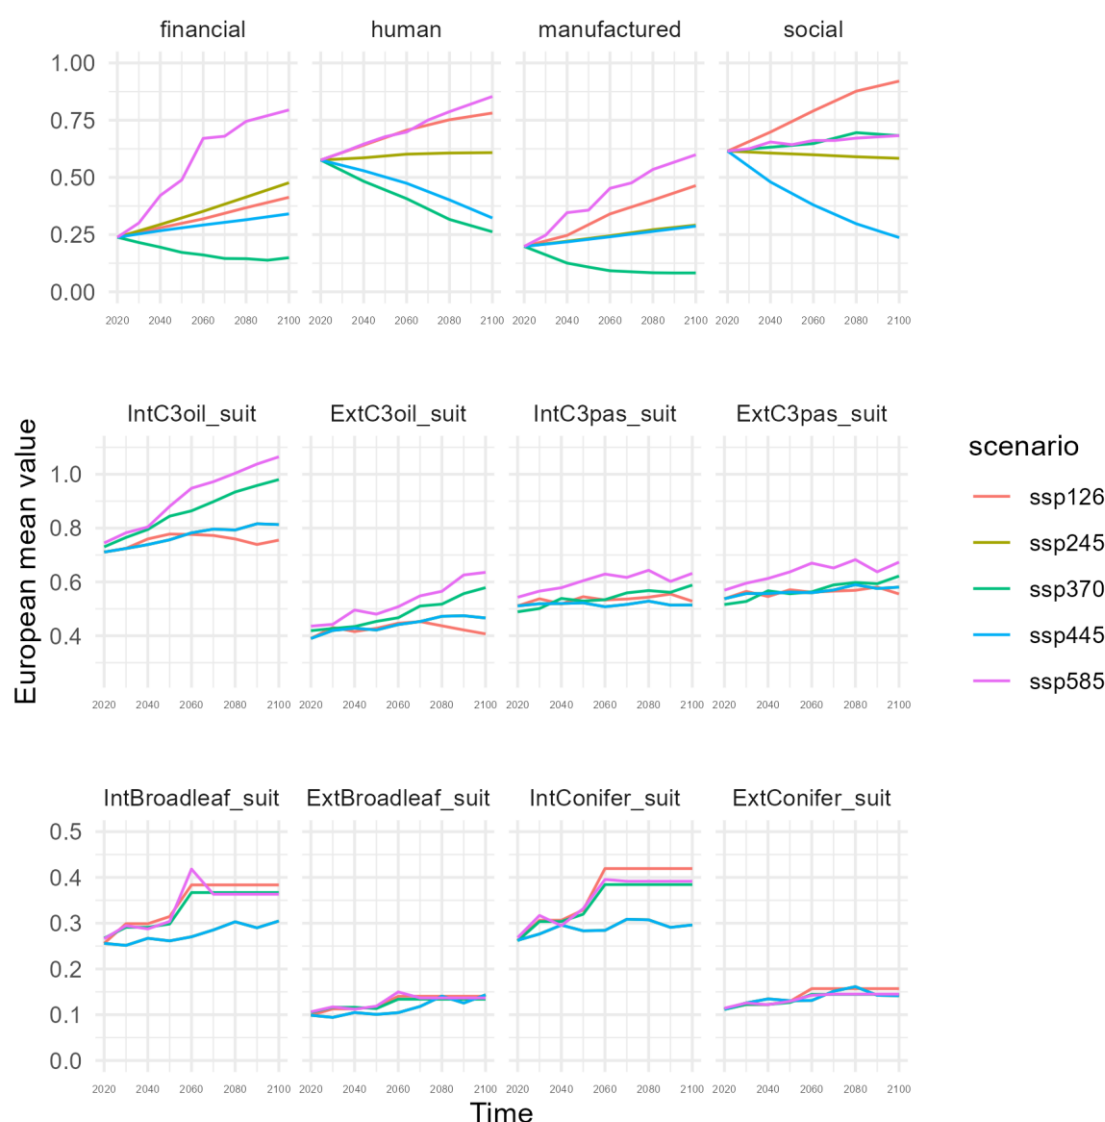 financial human manufactured social
1.00
0.75
0.50
0.25
0.00
2020 2040 2060 2080 2100 2020 2040 2060 2080 2100 2020 2040 2060 2080 2100 2020 2040 2060 2080 2100
European mean value
IntC3oil_suit ExtC3oil_suit IntC3pas_suit ExtC3pas_suit
1.0
0.8
0.6
0.4
2020 2040 2060 2080 2100 2020 2040 2060 2080 2100 2020 2040 2060 2080 2100 2020 2040 2060 2080 2100
scenario
ssp126
ssp245
ssp370
ssp445
ssp585
IntBroadleaf_suit ExtBroadleaf_suit IntConifer_suit ExtConifer_suit
0.5
0.4
0.3
0.2
0.1
0.0
2020 2040 2060 2080 2100 2020 2040 2060 2080 2100 2020 2040 2060 2080 2100 2020 2040 2060 2080 2100
Time